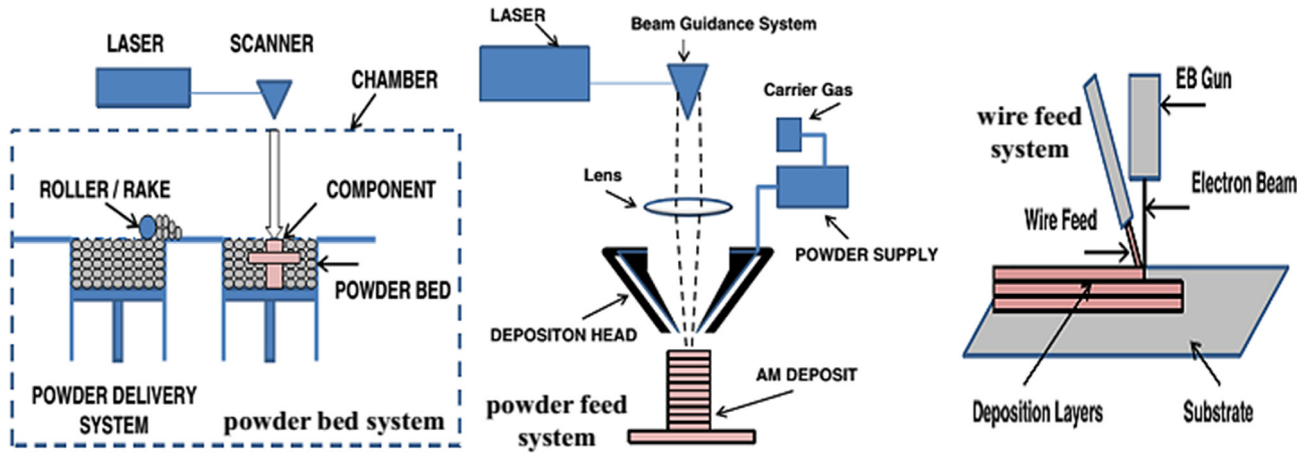 LASER
SCANNER
CHAMBER
ROLLER / RAKE
COMPONENT
POWDER BED
POWDER DELIVERY
SYSTEM
powder bed system
LASER
Beam Guidance System
Carrier Gas
Lens
POWDER SUPPLY
DEPOSITON HEAD
AM DEPOSIT
powder feed
system
EB Gun
wire feed
system
Electron Beam
Wire Feed
Deposition Layers
Substrate